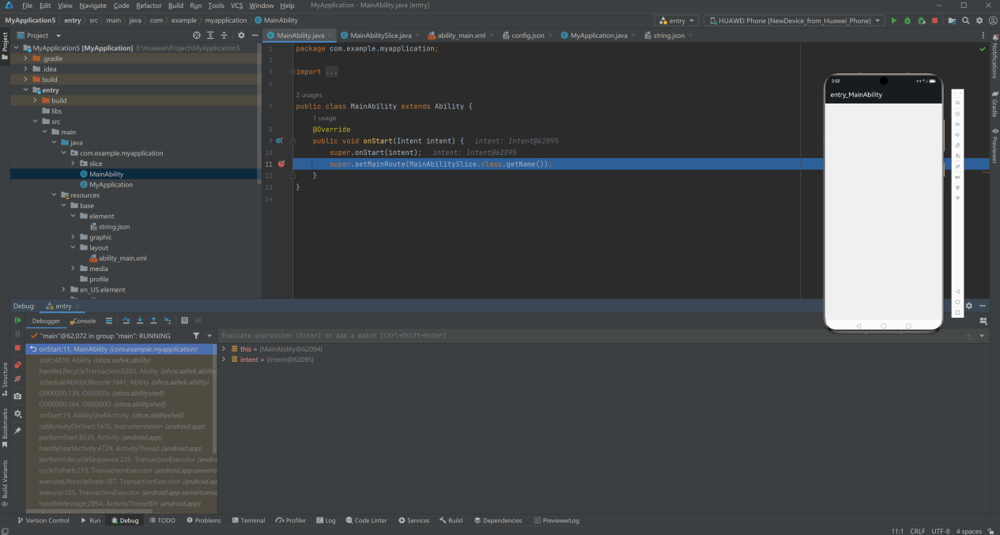 File Edit View Navigate Code Refactor Build Run Tools VCS Window Help MyApplication - MainAbility.java [entry]
MyApplication5 entry src main java com example myapplication MainAbility entry HUAWEI Phone [NewDevice_from_Huawei_Phone]
Project
Project
MainAbility.java MainAbilitySlice.java ability_main.xml config.json MyApplication.java string.json
MyApplication5 [MyApplication] E:\Huawei\Project\MyApplication5
.gradle
.idea
build
entry
build
libs
src
main
java
com.example.myapplication
slice
MainAbility
MyApplication
resources
base
element
string.json
graphic
layout
ability_main.xml
media
profile
en_US.element
1 package com.example.myapplication;
2
3 import ...
6
2 usages
7 public class MainAbility extends Ability {
1 usage
8 @Override
9 public void onStart(Intent intent) { intent: Intent@62095
10 super.onStart(intent); intent: Intent@62095
11 super.setMainRoute(MainAbilitySlice.class.getName());
12 }
13 }
14
2:02
entry_MainAbility
Notifications
Gradle
Previewer
Debug: entry
Debugger Console
"main"@62,072 in group "main": RUNNING
Evaluate expression (Enter) or add a watch (Ctrl+Shift+Enter)
onStart:11, MainAbility (com.example.myapplication)
start:4039, Ability (ohos.aafwk.ability)
handleLifecycleTransaction:5203, Ability (ohos.aafwk.ability
scheduleAbilityLifecycle:1641, Ability (ohos.aafwk.ability)
O000000:139, O00000o (ohos.abilityshell)
O000000:364, O00000O (ohos.abilityshell)
onStart:79, AbilityShellActivity (ohos.abilityshell)
callActivityOnStart:1470, Instrumentation (android.app)
performStart:8539, Activity (android.app)
handleStartActivity:4724, ActivityThread (android.app)
performLifecycleSequence:235, TransactionExecutor (andro
cycleToPath:215, TransactionExecutor (android.app.servertr
executeLifecycleState:187, TransactionExecutor (android.ap
execute:105, TransactionExecutor (android.app.servertransa
handleMessage:2994, ActivityThread$H (android.app)
this = {MainAbility@62094}
intent = {Intent@62095}
Structure
Bookmarks
Build Variants
Version Control Run Debug TODO Problems Terminal Profiler Log Code Linter Services Build Dependencies PreviewerLog
11:1 CRLF UTF-8 4 spaces